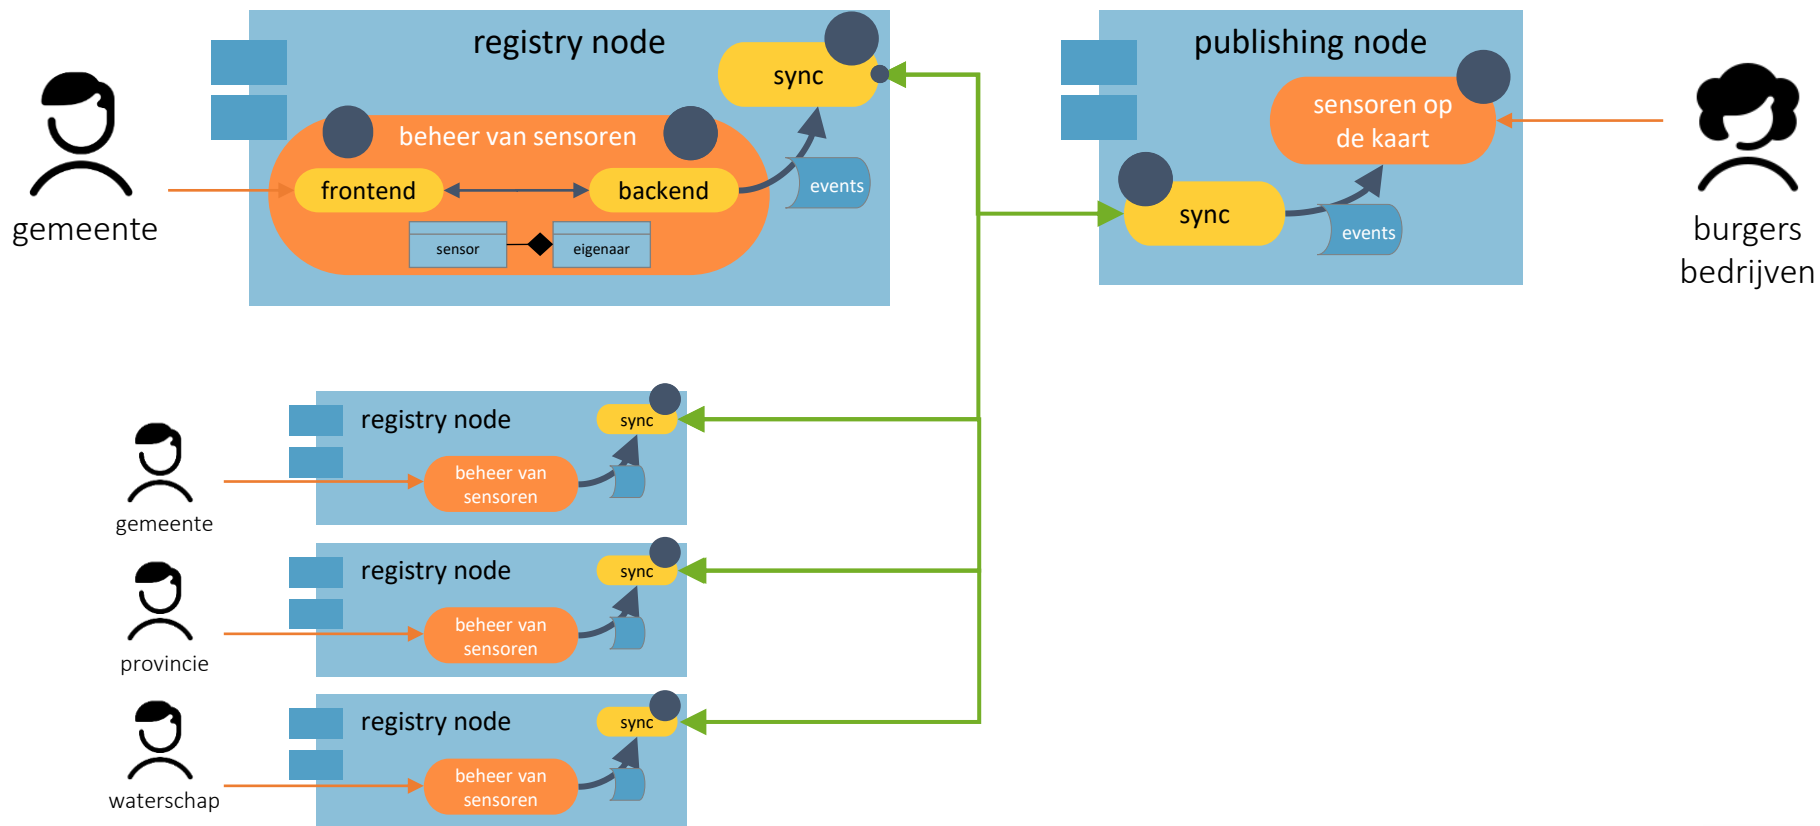 registry node
sync
beheer van sensoren
frontend
backend
events
sensor
eigenaar
gemeente
publishing node
sensoren op
de kaart
sync
events
burgers
bedrijven
registry node
sync
beheer van
sensoren
gemeente
registry node
sync
beheer van
sensoren
provincie
registry node
sync
beheer van
sensoren
waterschap